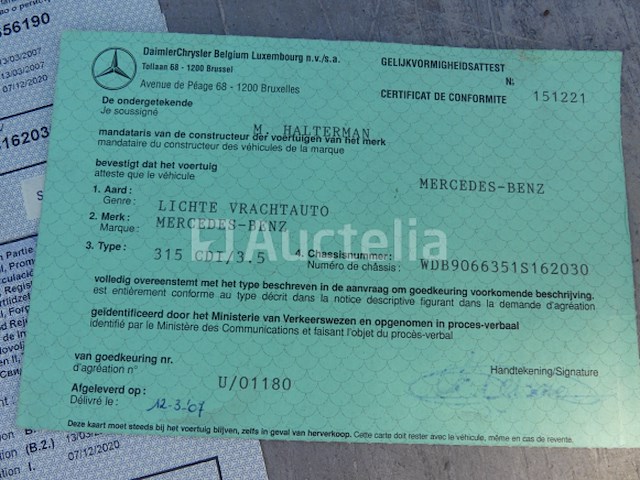 656190
13/03/2007
13/03/2007
07/12/2020
S162030
DaimlerChrysler Belgium Luxembourg n.v./s.a.
Tollaan 68 - 1200 Brussel
Avenue de Péage 68 - 1200 Bruxelles
GELIJKVORMIGHEIDSATTEST
N:
CERTIFICAT DE CONFORMITE 151221
De ondergetekende
Je soussigné
M. HALTERMAN
mandataris van de constructeur der voertuigen van het merk
mandataire du constructeur des véhicules de la marque
bevestigt dat het voertuig
atteste que le véhicule
MERCEDES-BENZ
1. Aard :
Genre : LICHTE VRACHTAUTO
2. Merk :
Marque : MERCEDES-BENZ
3. Type : 315 CDI/3.5
4. Chassisnummer :
Numéro de châssis : WDB9066351S162030
Auctelia
volledig overeenstemt met het type beschreven in de aanvraag om goedkeuring voorkomende beschrijving.
est entièrement conforme au type décrit dans la notice descriptive figurant dans la demande d'agréation
geïdentificeerd door het Ministerie van Verkeerswezen en opgenomen in proces-verbaal
identifié par le Ministère des Communications et faisant l'objet du procès-verbal
van goedkeuring nr.
d'agréation n° U/01180
Handtekening/Signature
Afgeleverd op :
Délivré le : 12-3-'07
Deze kaart moet steeds bij het voertuig blijven, zelfs in geval van herverkoop. Cette carte doit rester avec le véhicule, même en cas de revente.
(B.2.) 13/03
I. 07/12/2020